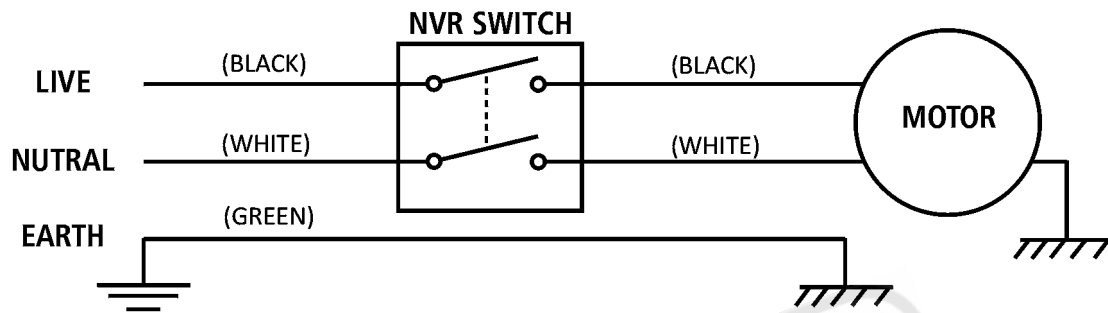 NVR SWITCH
LIVE (BLACK) (BLACK)
MOTOR
NUTRAL (WHITE) (WHITE)
EARTH (GREEN)